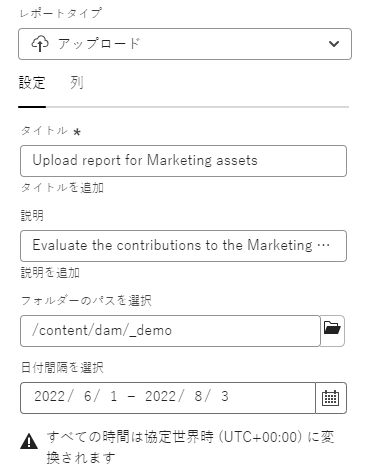 レポートタイプ
アップロード
設定 列
タイトル *
Upload report for Marketing assets
タイトルを追加
説明
Evaluate the contributions to the Marketing ⋯
説明を追加
フォルダーのパスを選択
/content/dam/_demo
日付間隔を選択
2022/ 6/ 1 – 2022/ 8/ 3
すべての時間は協定世界時 (UTC+00:00) に変
換されます